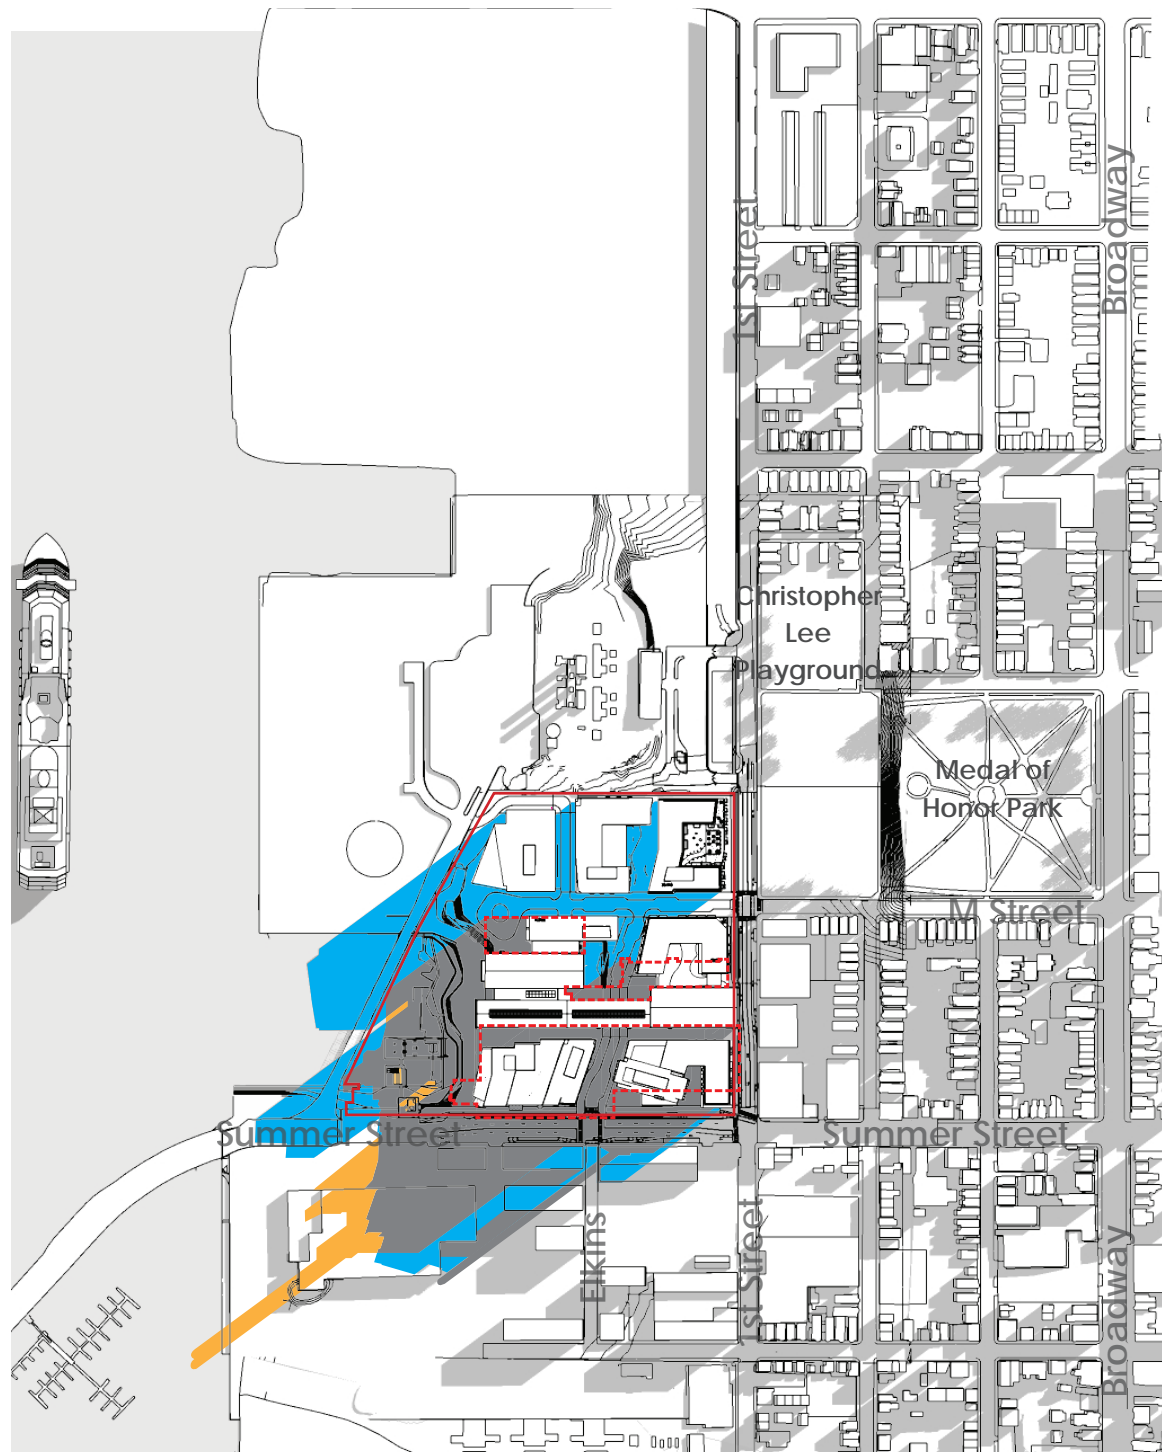 Broadway
1st Street
Christopher
Lee
Playground
Medal of
Honor Park
M Street
Summer Street
Summer Street
Elkins
1st Street
Broadway